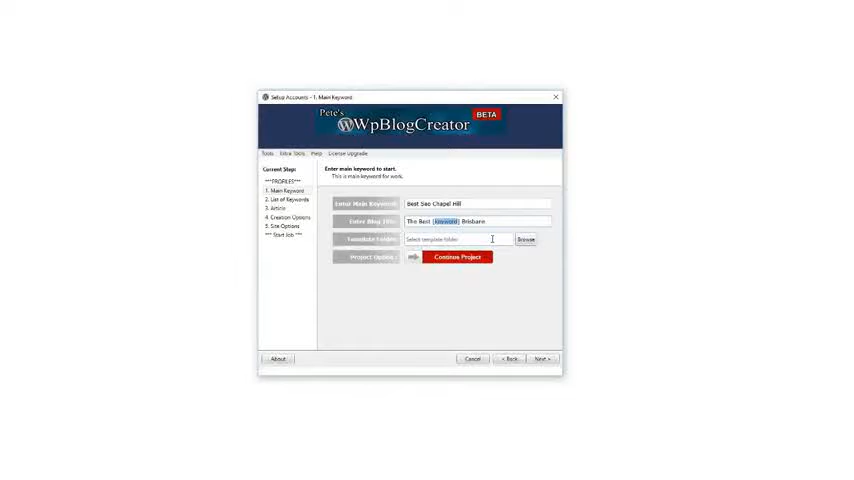 Setup Accounts - 1. Main Keyword
Pete's
WpBlogCreator
BETA
Tools Extra Tools Help License Upgrade
Current Step:
***PROFILES***
1. Main Keyword
2. List of Keywords
3. Article
4. Creation Options
5. Site Options
*** Start Job ***
Enter main keyword to start.
This is main keyword for work.
Enter Main Keyword:
Best Seo Chapel Hill
Enter Blog Title:
The Best [keyword] Brisbane
Template Folder:
Select template folder
Browse
Project Option:
Continue Project
About
Cancel
< Back
Next >